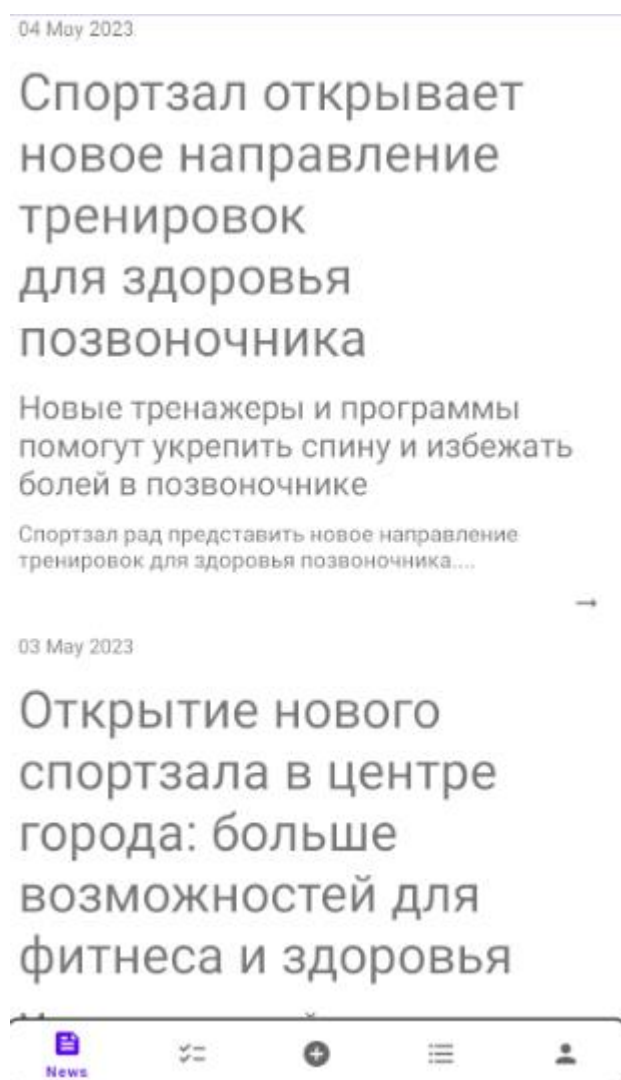 04 May 2023
Спортзал открывает
новое направление
тренировок
для здоровья
позвоночника
Новые тренажеры и программы
помогут укрепить спину и избежать
болей в позвоночнике
Спортзал рад представить новое направление
тренировок для здоровья позвоночника....
03 May 2023
Открытие нового
спортзала в центре
города: больше
возможностей для
фитнеса и здоровья
News